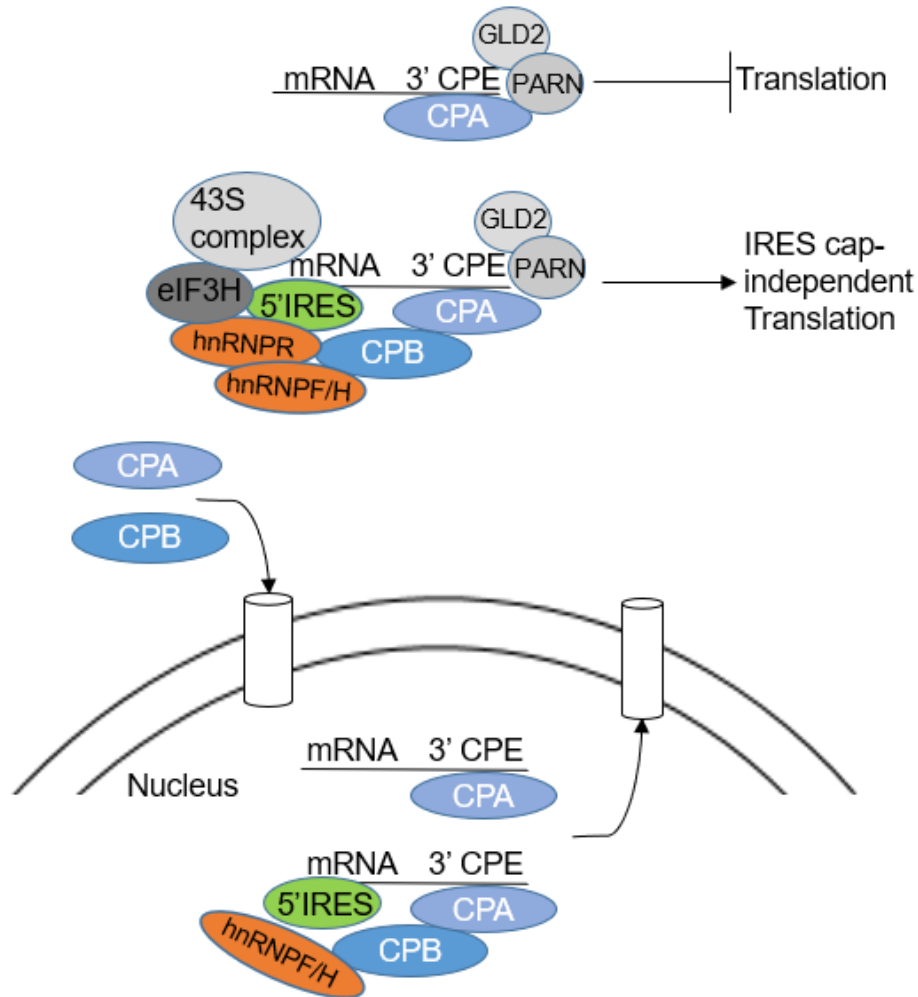 GLD2
mRNA 3' CPE PARN
CPA
Translation
43S
complex
GLD2
mRNA 3' CPE PARN
eIF3H 5'IRES CPA
hnRNPR CPB
hnRNPF/H
IRES cap-
independent
Translation
CPA
CPB
Nucleus
mRNA 3' CPE
CPA
mRNA 3' CPE
5'IRES CPA
hnRNPF/H CPB